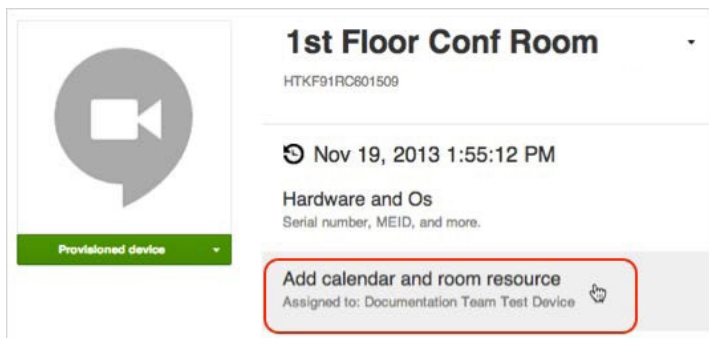 1st Floor Conf Room
HTKF91RC601509
Nov 19, 2013 1:55:12 PM
Hardware and Os
Serial number, MEID, and more.
Provisioned device
Add calendar and room resource
Assigned to: Documentation Team Test Device